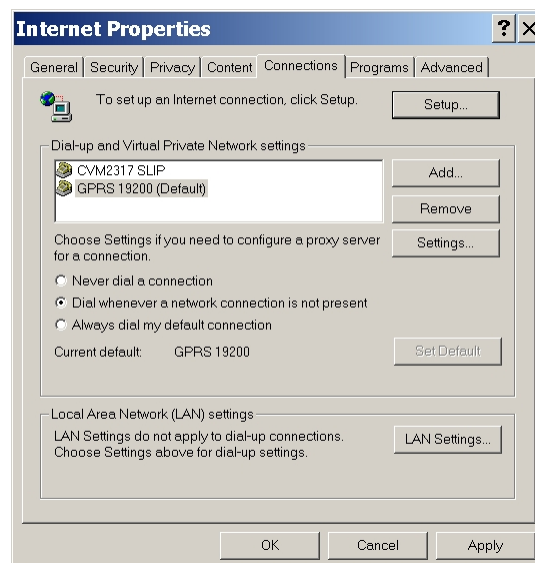 Internet Properties
General Security Privacy Content Connections Programs Advanced
To set up an Internet connection, click Setup.
Setup...
Dial-up and Virtual Private Network settings
CVM2317 SLIP
GPRS 19200 (Default)
Add...
Remove
Choose Settings if you need to configure a proxy server
for a connection.
Settings...
Never dial a connection
Dial whenever a network connection is not present
Always dial my default connection
Current default: GPRS 19200
Set Default
Local Area Network (LAN) settings
LAN Settings do not apply to dial-up connections.
Choose Settings above for dial-up settings.
LAN Settings...
OK Cancel Apply